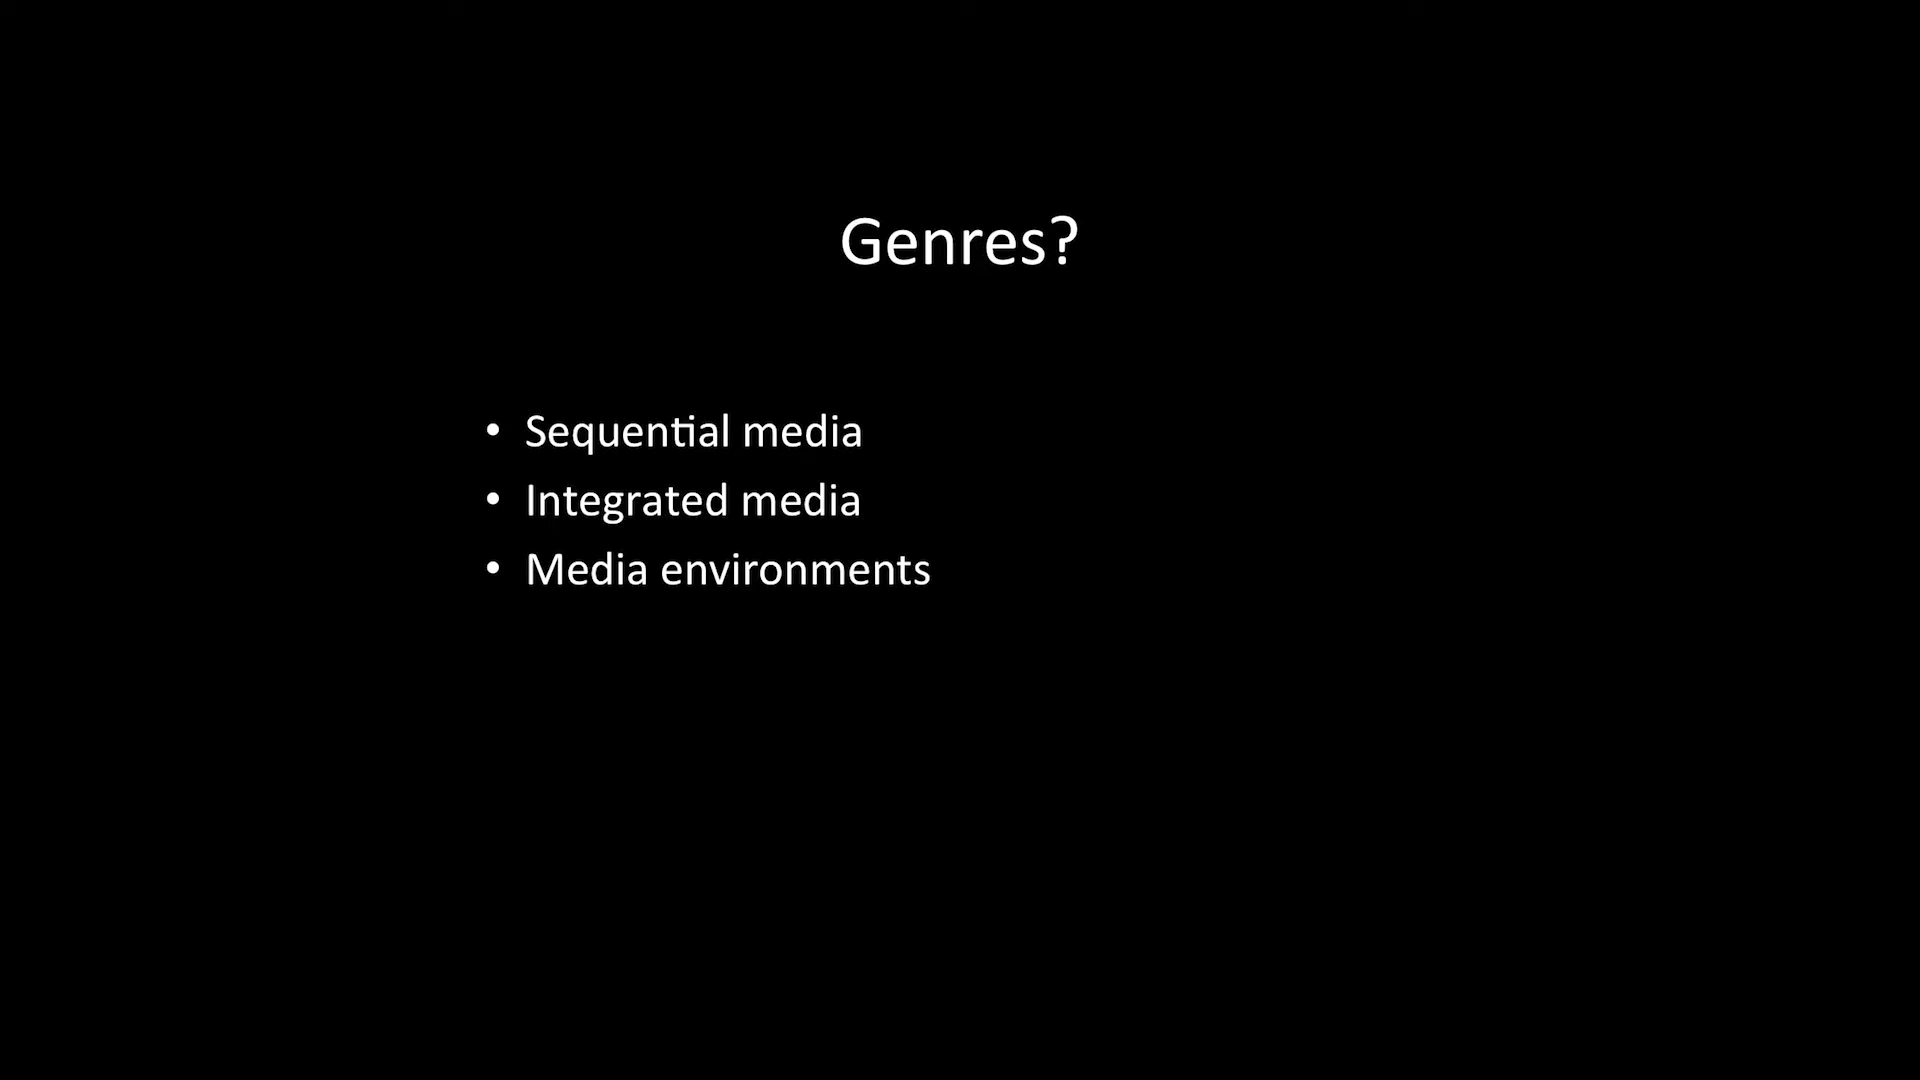 Genres?
• Sequential media
• Integrated media
• Media environments